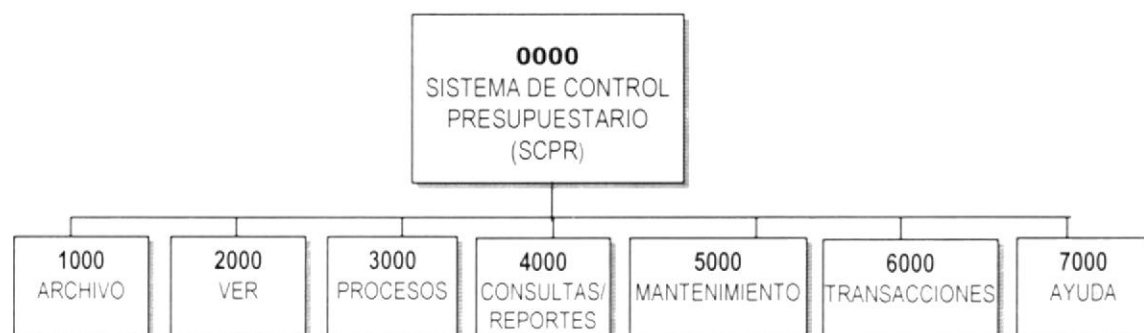 0000
SISTEMA DE CONTROL
PRESUPUESTARIO
(SCPR)
1000
ARCHIVO
2000
VER
3000
PROCESOS
4000
CONSULTAS/
REPORTES
5000
MANTENIMIENTO
6000
TRANSACCIONES
7000
AYUDA